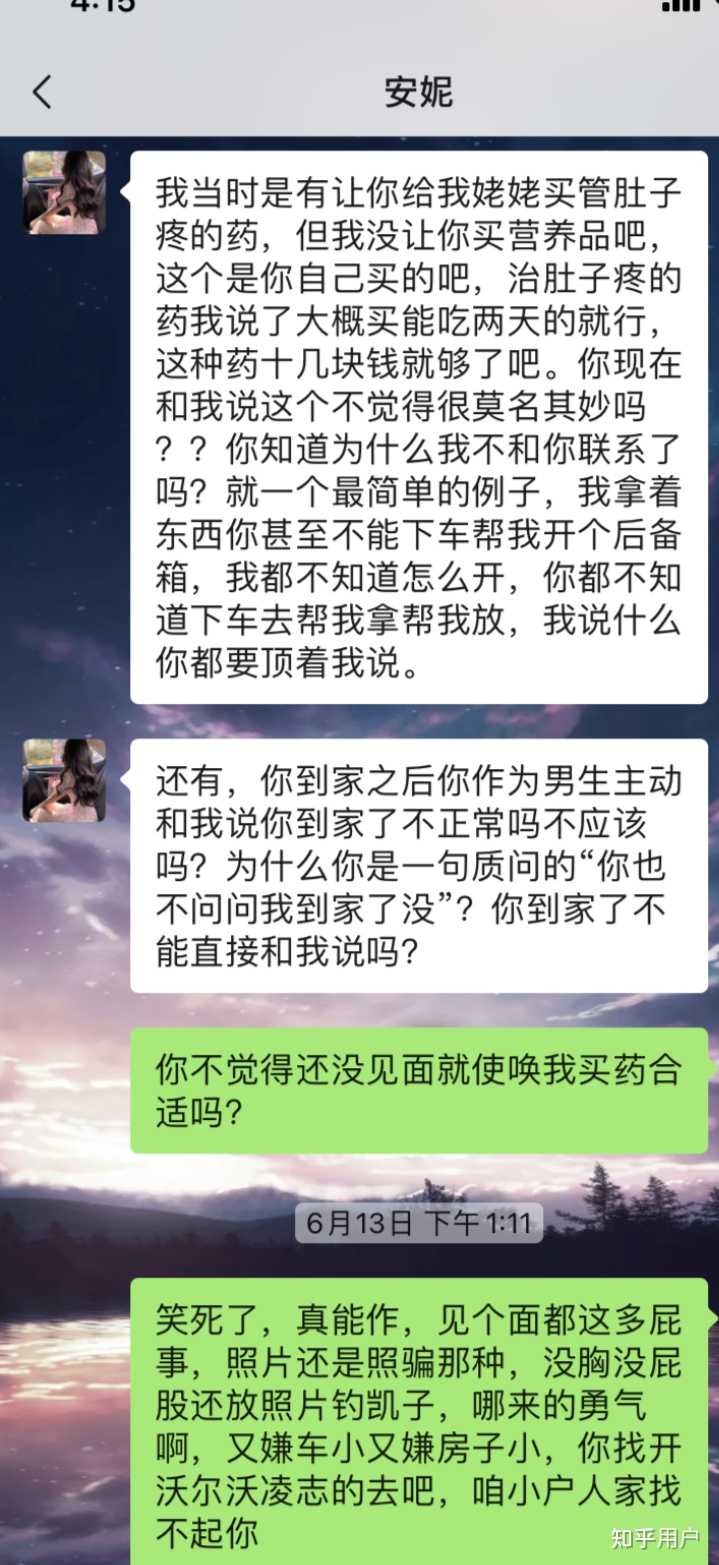 4:15
安妮
我当时是有让你给我姥姥买管肚子
疼的药，但我没让你买营养品吧，
这个是你自己买的吧，治肚子疼的
药我说了大概买能吃两天的就行，
这种药十几块钱就够了吧。你现在
和我说这个不觉得很莫名其妙吗
？？你知道为什么我不和你联系了
吗？就一个最简单的例子，我拿着
东西你甚至不能下车帮我开个后备
箱，我都不知道怎么开，你都不知
道下车去帮我拿帮我放，我说什么
你都要顶着我说。
还有，你到家之后你作为男生主动
和我说你到家了不正常吗不应该
吗？为什么你是一句质问的“你也
不问问我到家了没”？你到家了不
能直接和我说吗？
你不觉得还没见面就使唤我买药合
适吗？
6月13日 下午 1:11
笑死了，真能作，见个面都这多屁
事，照片还是照骗那种，没胸没屁
股还放照片钓凯子，哪来的勇气
啊，又嫌车小又嫌房子小，你找开
沃尔沃凌志的去吧，咱小户人家找
不起你
知乎用户